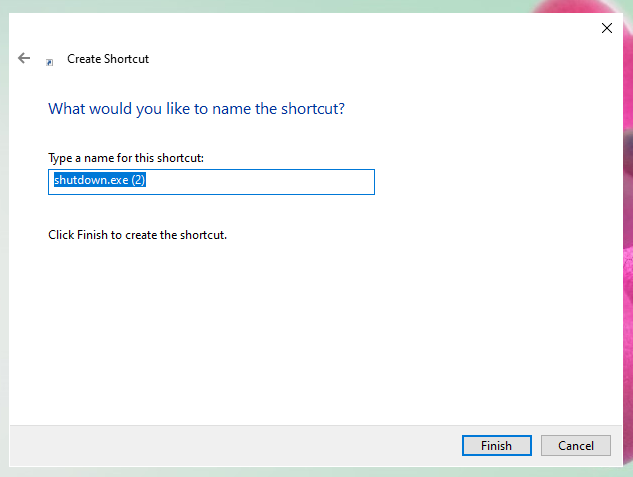 Create Shortcut
What would you like to name the shortcut?
Type a name for this shortcut:
shutdown.exe (2)
Click Finish to create the shortcut.
Finish
Cancel